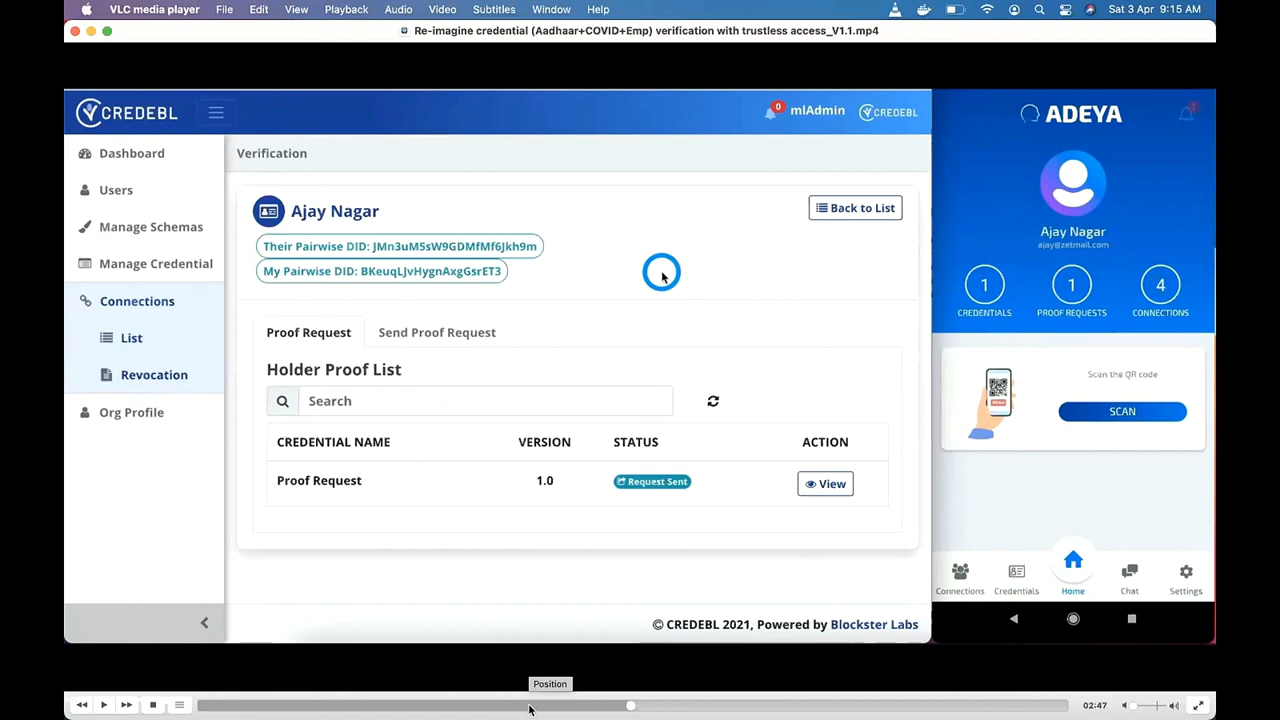 VLC media player File Edit View Playback Audio Video Subtitles Window Help Sat 3 Apr 9:15 AM
Re-imagine credential (Aadhaar+COVID+Emp) verification with trustless access_V1.1.mp4
CREDEBL
0 mlAdmin CREDEBL
ADEYA
Dashboard
Users
Manage Schemas
Manage Credential
Connections
List
Revocation
Org Profile
Verification
Ajay Nagar
Back to List
Their Pairwise DID: JMn3uM5sW9GDMfMf6Jkh9m
My Pairwise DID: BKeuqLJvHygnAxgGsrET3
Proof Request Send Proof Request
Holder Proof List
Search
CREDENTIAL NAME VERSION STATUS ACTION
Proof Request 1.0 Request Sent View
© CREDEBL 2021, Powered by Blockster Labs
Ajay Nagar
ajay@zetmail.com
1 1 4
CREDENTIALS PROOF REQUESTS CONNECTIONS
Scan the QR code
SCAN
Connections Credentials Home Chat Settings
Position
02:47